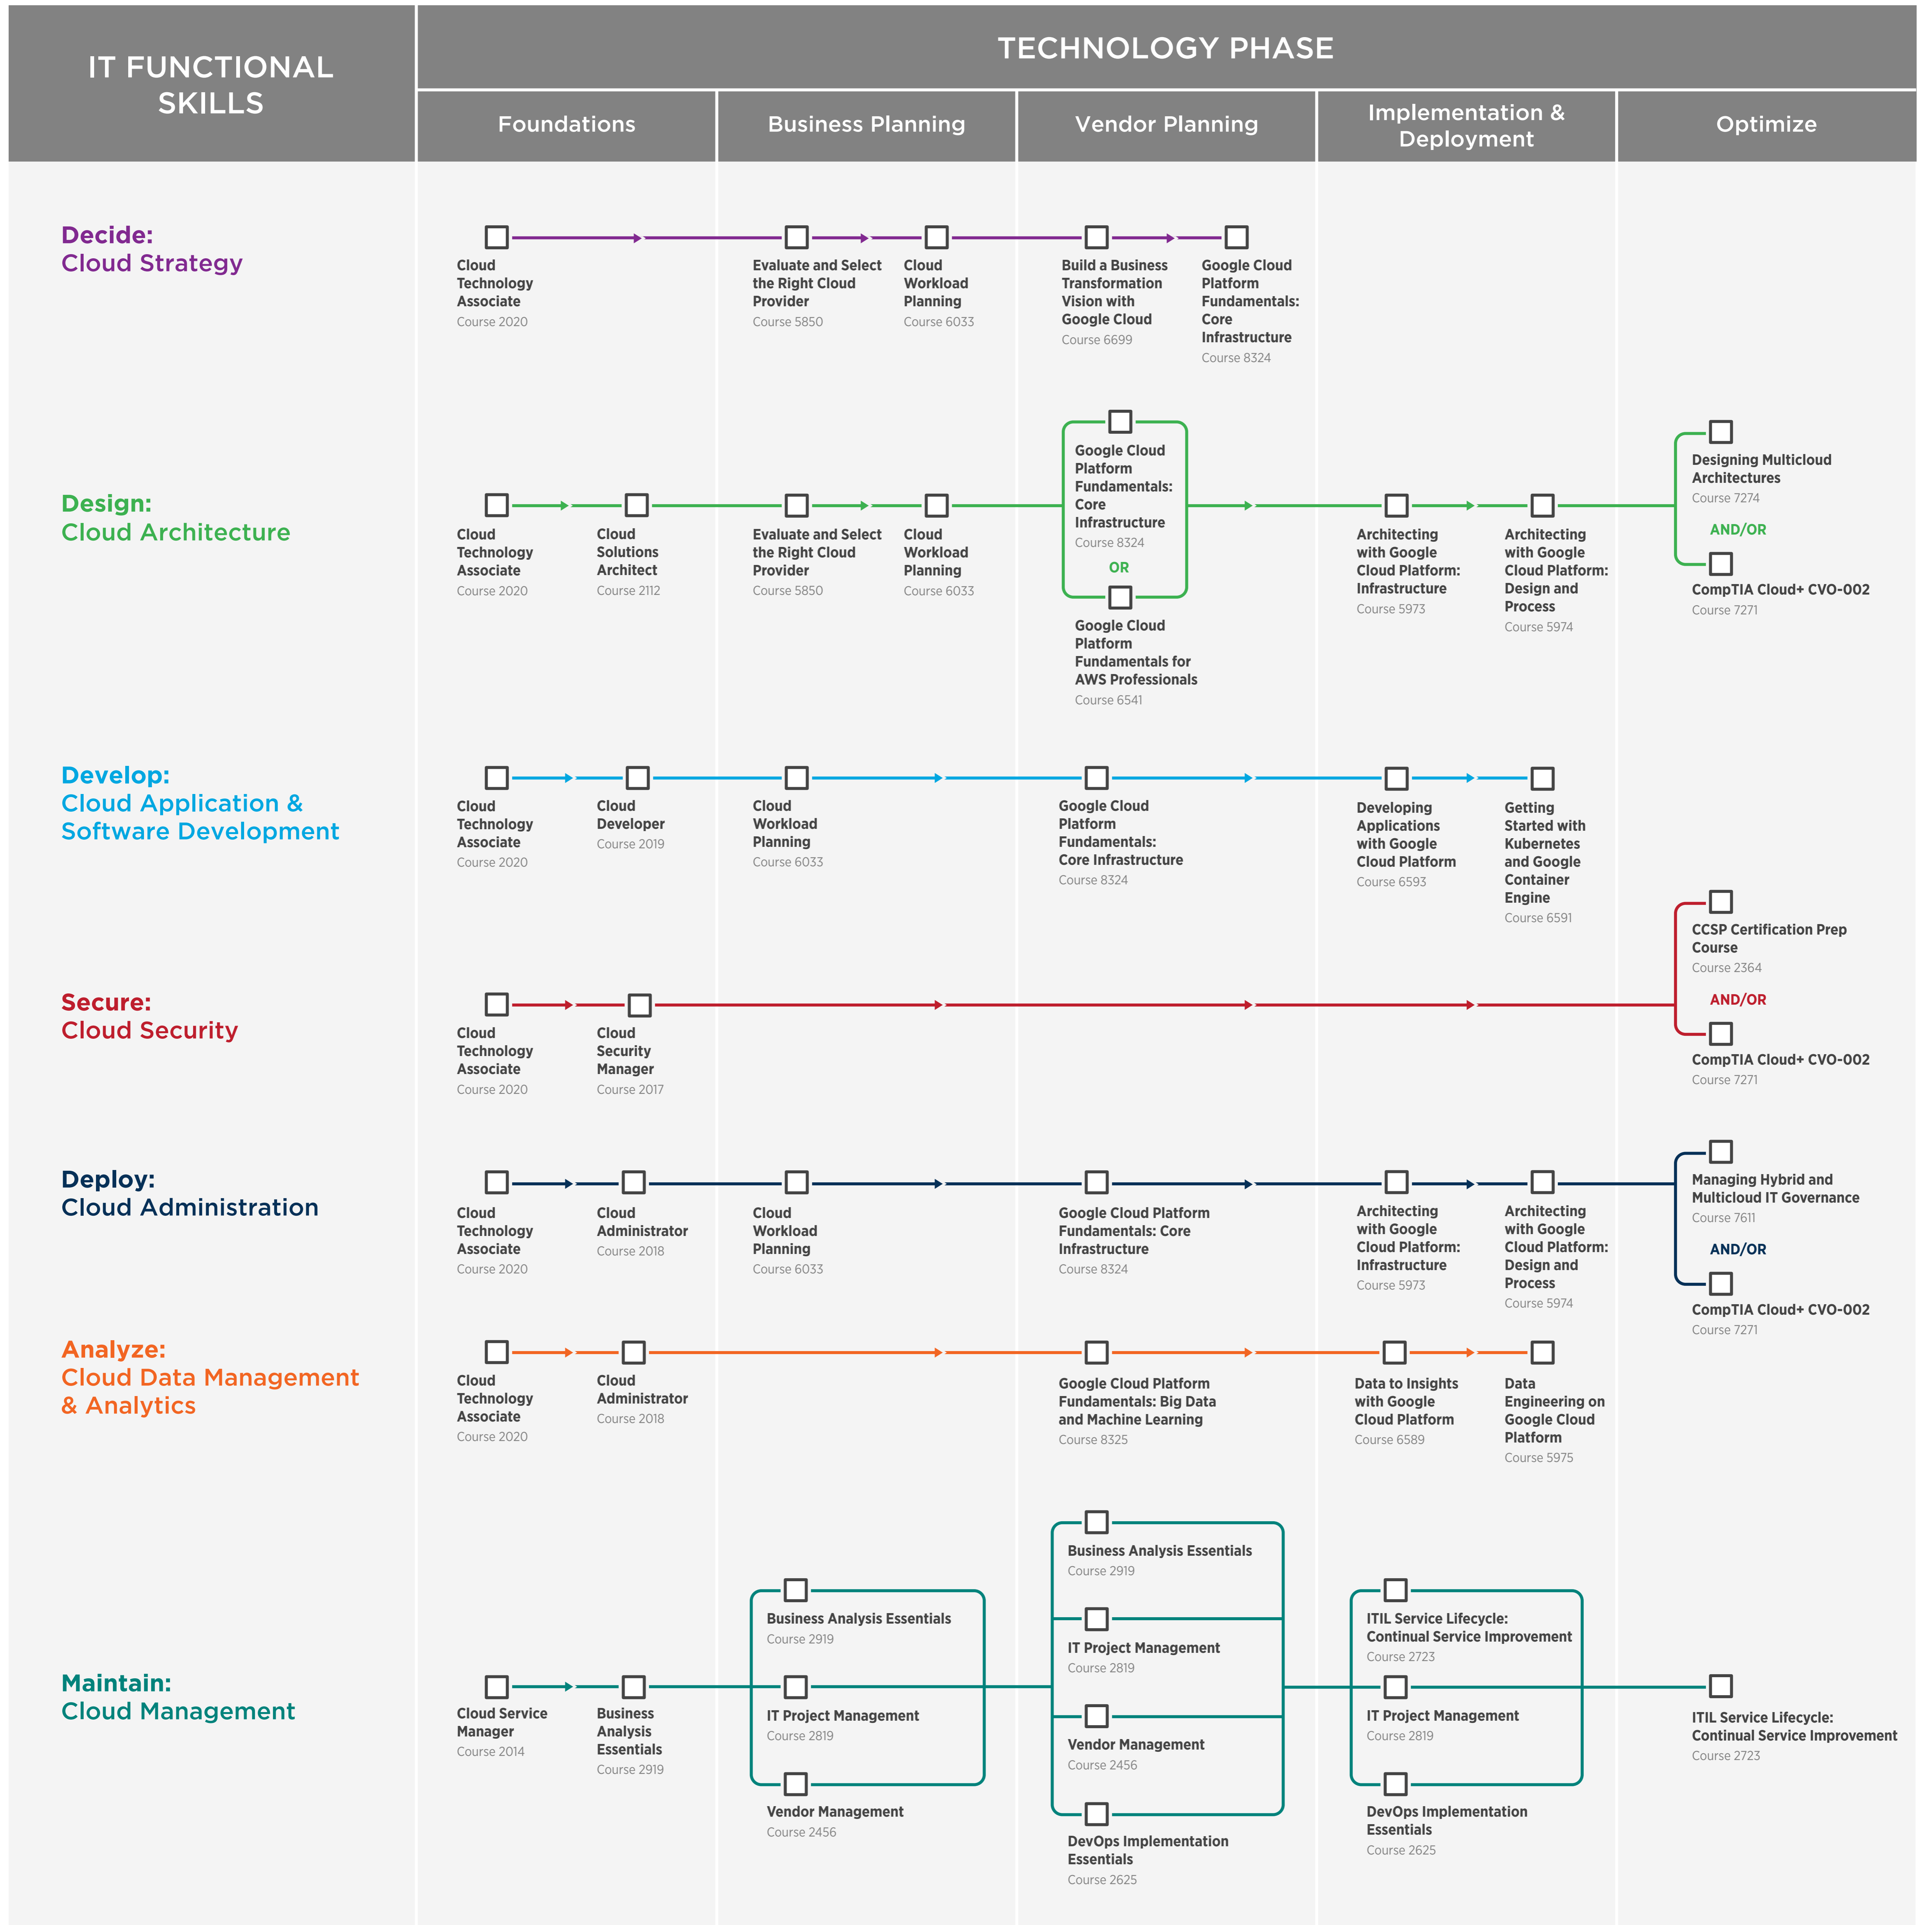 IT FUNCTIONAL
SKILLS
TECHNOLOGY PHASE
Foundations
Business Planning
Vendor Planning
Implementation &
Deployment
Optimize
Decide:
Cloud Strategy
Cloud
Technology
Associate
Course 2020
Evaluate and Select
the Right Cloud
Provider
Course 5850
Cloud
Workload
Planning
Course 6033
Build a Business
Transformation
Vision with
Google Cloud
Course 6699
Google Cloud
Platform
Fundamentals:
Core
Infrastructure
Course 8324
Design:
Cloud Architecture
Cloud
Technology
Associate
Course 2020
Cloud
Solutions
Architect
Course 2112
Evaluate and Select
the Right Cloud
Provider
Course 5850
Cloud
Workload
Planning
Course 6033
Google Cloud
Platform
Fundamentals:
Core
Infrastructure
Course 8324
OR
Google Cloud
Platform
Fundamentals for
AWS Professionals
Course 6541
Architecting
with Google
Cloud Platform:
Infrastructure
Course 5973
Architecting
with Google
Cloud Platform:
Design and
Process
Course 5974
Designing Multicloud
Architectures
Course 7274
AND/OR
CompTIA Cloud+ CVO-002
Course 7271
Develop:
Cloud Application &
Software Development
Cloud
Technology
Associate
Course 2020
Cloud
Developer
Course 2019
Cloud
Workload
Planning
Course 6033
Google Cloud
Platform
Fundamentals:
Core Infrastructure
Course 8324
Developing
Applications
with Google
Cloud Platform
Course 6593
Getting
Started with
Kubernetes
and Google
Container
Engine
Course 6591
Secure:
Cloud Security
Cloud
Technology
Associate
Course 2020
Cloud
Security
Manager
Course 2017
CCSP Certification Prep
Course
Course 2364
AND/OR
CompTIA Cloud+ CVO-002
Course 7271
Deploy:
Cloud Administration
Cloud
Technology
Associate
Course 2020
Cloud
Administrator
Course 2018
Cloud
Workload
Planning
Course 6033
Google Cloud Platform
Fundamentals: Core
Infrastructure
Course 8324
Architecting
with Google
Cloud Platform:
Infrastructure
Course 5973
Architecting
with Google
Cloud Platform:
Design and
Process
Course 5974
Managing Hybrid and
Multicloud IT Governance
Course 7611
AND/OR
CompTIA Cloud+ CVO-002
Course 7271
Analyze:
Cloud Data Management
& Analytics
Cloud
Technology
Associate
Course 2020
Cloud
Administrator
Course 2018
Google Cloud Platform
Fundamentals: Big Data
and Machine Learning
Course 8325
Data to Insights
with Google
Cloud Platform
Course 6589
Data
Engineering on
Google Cloud
Platform
Course 5975
Maintain:
Cloud Management
Cloud Service
Manager
Course 2014
Business
Analysis
Essentials
Course 2919
Business Analysis Essentials
Course 2919
IT Project Management
Course 2819
Vendor Management
Course 2456
Business Analysis Essentials
Course 2919
IT Project Management
Course 2819
Vendor Management
Course 2456
DevOps Implementation
Essentials
Course 2625
ITIL Service Lifecycle:
Continual Service Improvement
Course 2723
IT Project Management
Course 2819
DevOps Implementation
Essentials
Course 2625
ITIL Service Lifecycle:
Continual Service Improvement
Course 2723